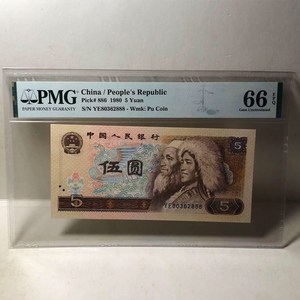 PMG
PAPER MONEY GUARANTY
China / People's Republic
Pick# 886 1980 5 Yuan
S/N YE80362888 - Wmk: Pu Coin
66 EPQ
Gem Uncirculated
中国人民银行
5
伍圆
YE80362888
5
5